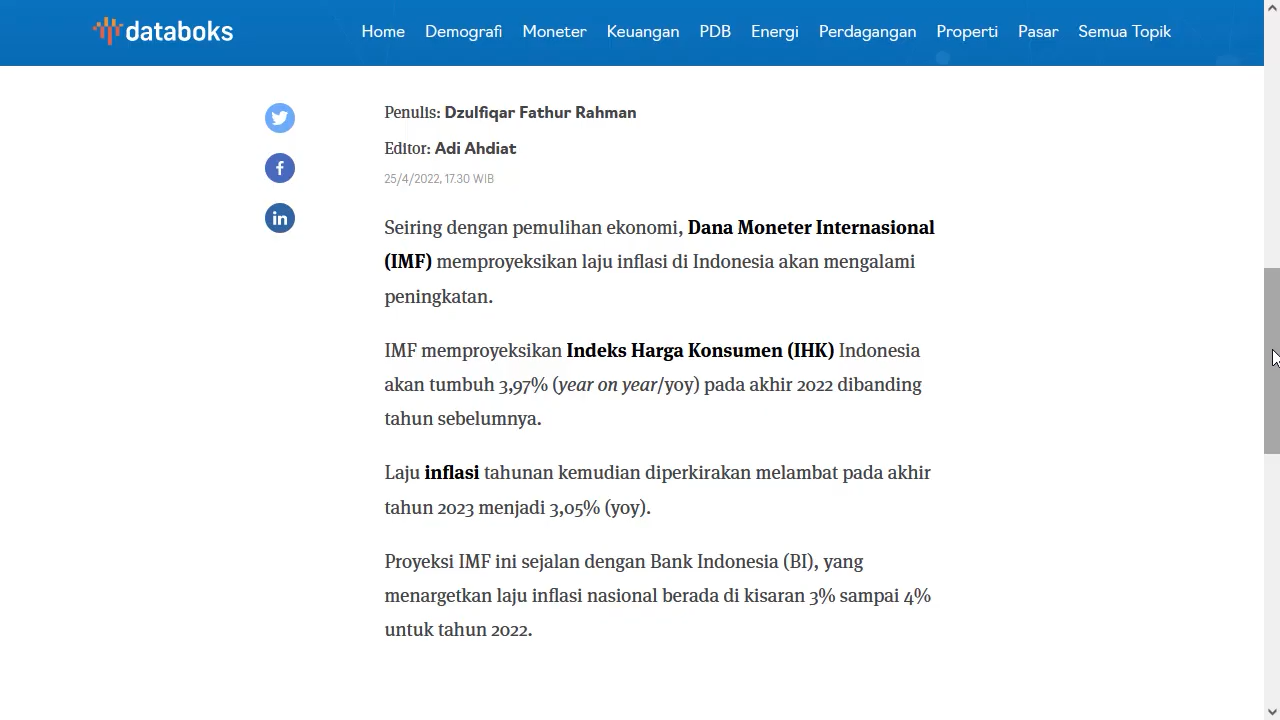 databoks
Home Demografi Moneter Keuangan PDB Energi Perdagangan Properti Pasar Semua Topik
Penulis: Dzulfiqar Fathur Rahman
Editor: Adi Ahdiat
25/4/2022, 17.30 WIB
Seiring dengan pemulihan ekonomi, Dana Moneter Internasional
(IMF) memproyeksikan laju inflasi di Indonesia akan mengalami
peningkatan.
IMF memproyeksikan Indeks Harga Konsumen (IHK) Indonesia
akan tumbuh 3,97% (year on year/yoy) pada akhir 2022 dibanding
tahun sebelumnya.
Laju inflasi tahunan kemudian diperkirakan melambat pada akhir
tahun 2023 menjadi 3,05% (yoy).
Proyeksi IMF ini sejalan dengan Bank Indonesia (BI), yang
menargetkan laju inflasi nasional berada di kisaran 3% sampai 4%
untuk tahun 2022.